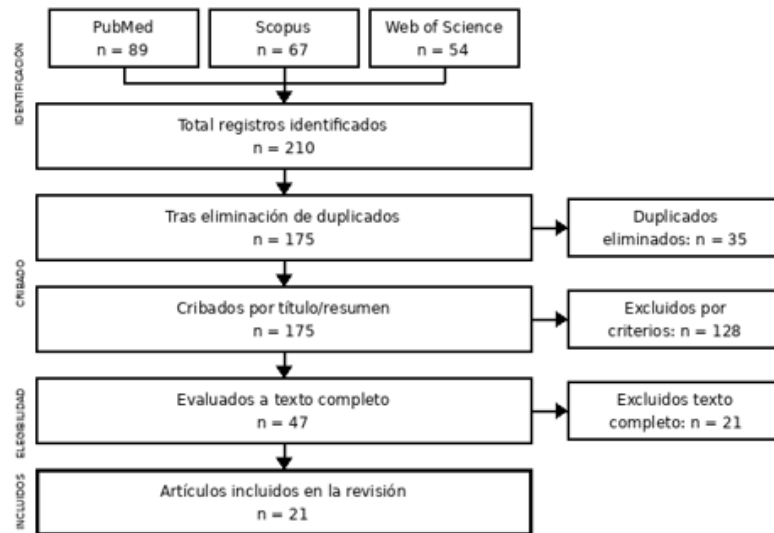 PubMed
n = 89
Scopus
n = 67
Web of Science
n = 54
IDENTIFICACIÓN
Total registros identificados
n = 210
Tras eliminación de duplicados
n = 175
Duplicados
eliminados: n = 35
CRIBADO
Cribados por título/resumen
n = 175
Excluidos por
criterios: n = 128
ELEGIBILIDAD
Evaluados a texto completo
n = 47
Excluidos texto
completo: n = 21
INCLUIDOS
Artículos incluidos en la revisión
n = 21